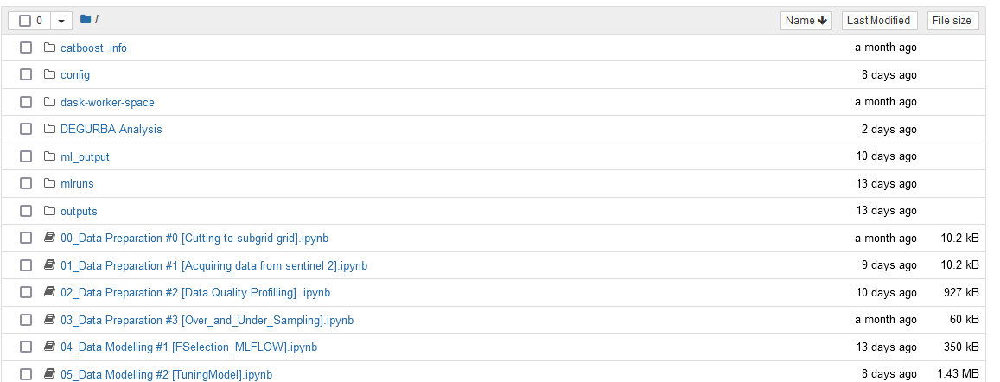 0 / Name Last Modified File size
catboost_info a month ago
config 8 days ago
dask-worker-space a month ago
DEGURBA Analysis 2 days ago
ml_output 10 days ago
mlruns 13 days ago
outputs 13 days ago
00_Data Preparation #0 [Cutting to subgrid grid].ipynb a month ago 10.2 kB
01_Data Preparation #1 [Acquiring data from sentinel 2].ipynb 9 days ago 10.2 kB
02_Data Preparation #2 [Data Quality Profilling] .ipynb 10 days ago 927 kB
03_Data Preparation #3 [Over_and_Under_Sampling].ipynb a month ago 60 kB
04_Data Modelling #1 [FSelection_MLFLOW].ipynb 13 days ago 350 kB
05_Data Modelling #2 [TuningModel].ipynb 8 days ago 1.43 MB